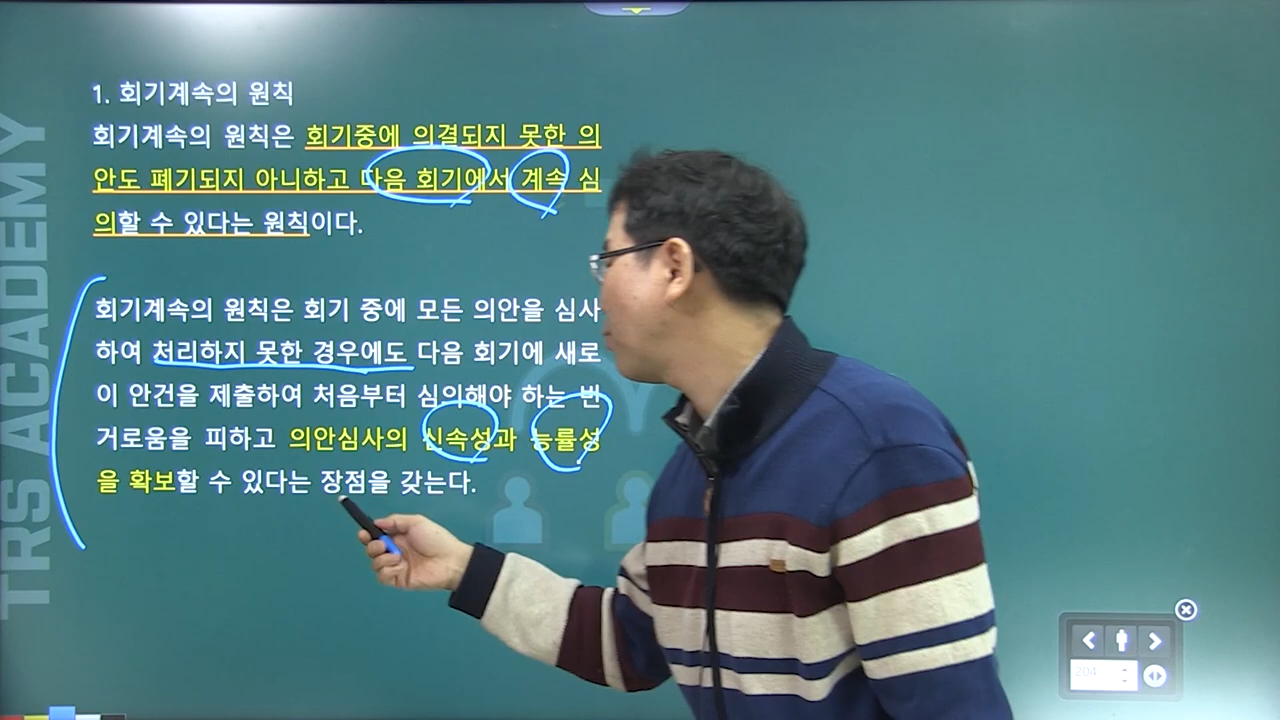 TRS ACADEMY
1. 회기계속의 원칙
회기계속의 원칙은 회기중에 의결되지 못한 의
안도 폐기되지 아니하고 다음 회기에서 계속 심
의할 수 있다는 원칙이다.
회기계속의 원칙은 회기 중에 모든 의안을 심사
하여 처리하지 못한 경우에도 다음 회기에 새로
이 안건을 제출하여 처음부터 심의해야 하는 번
거로움을 피하고 의안심사의 신속성과 능률성
을 확보할 수 있다는 장점을 갖는다.
204